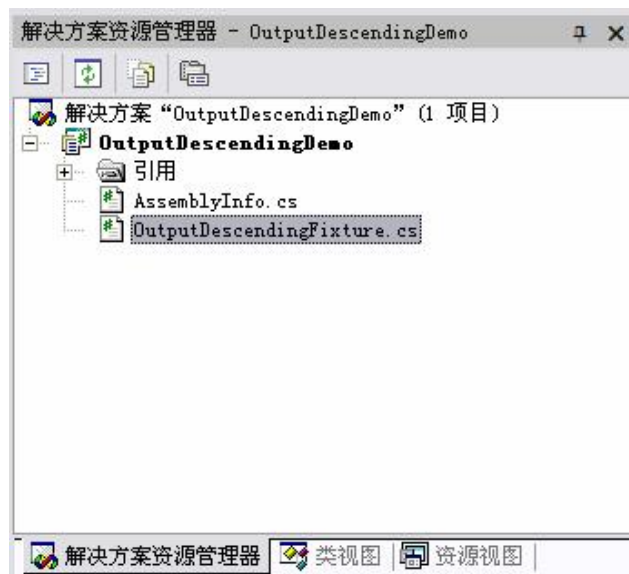 解决方案资源管理器 - OutputDescendingDemo
解决方案 “OutputDescendingDemo” (1 项目)
OutputDescendingDemo
引用
AssemblyInfo.cs
OutputDescendingFixture.cs
解决方案资源管理器 类视图 资源视图